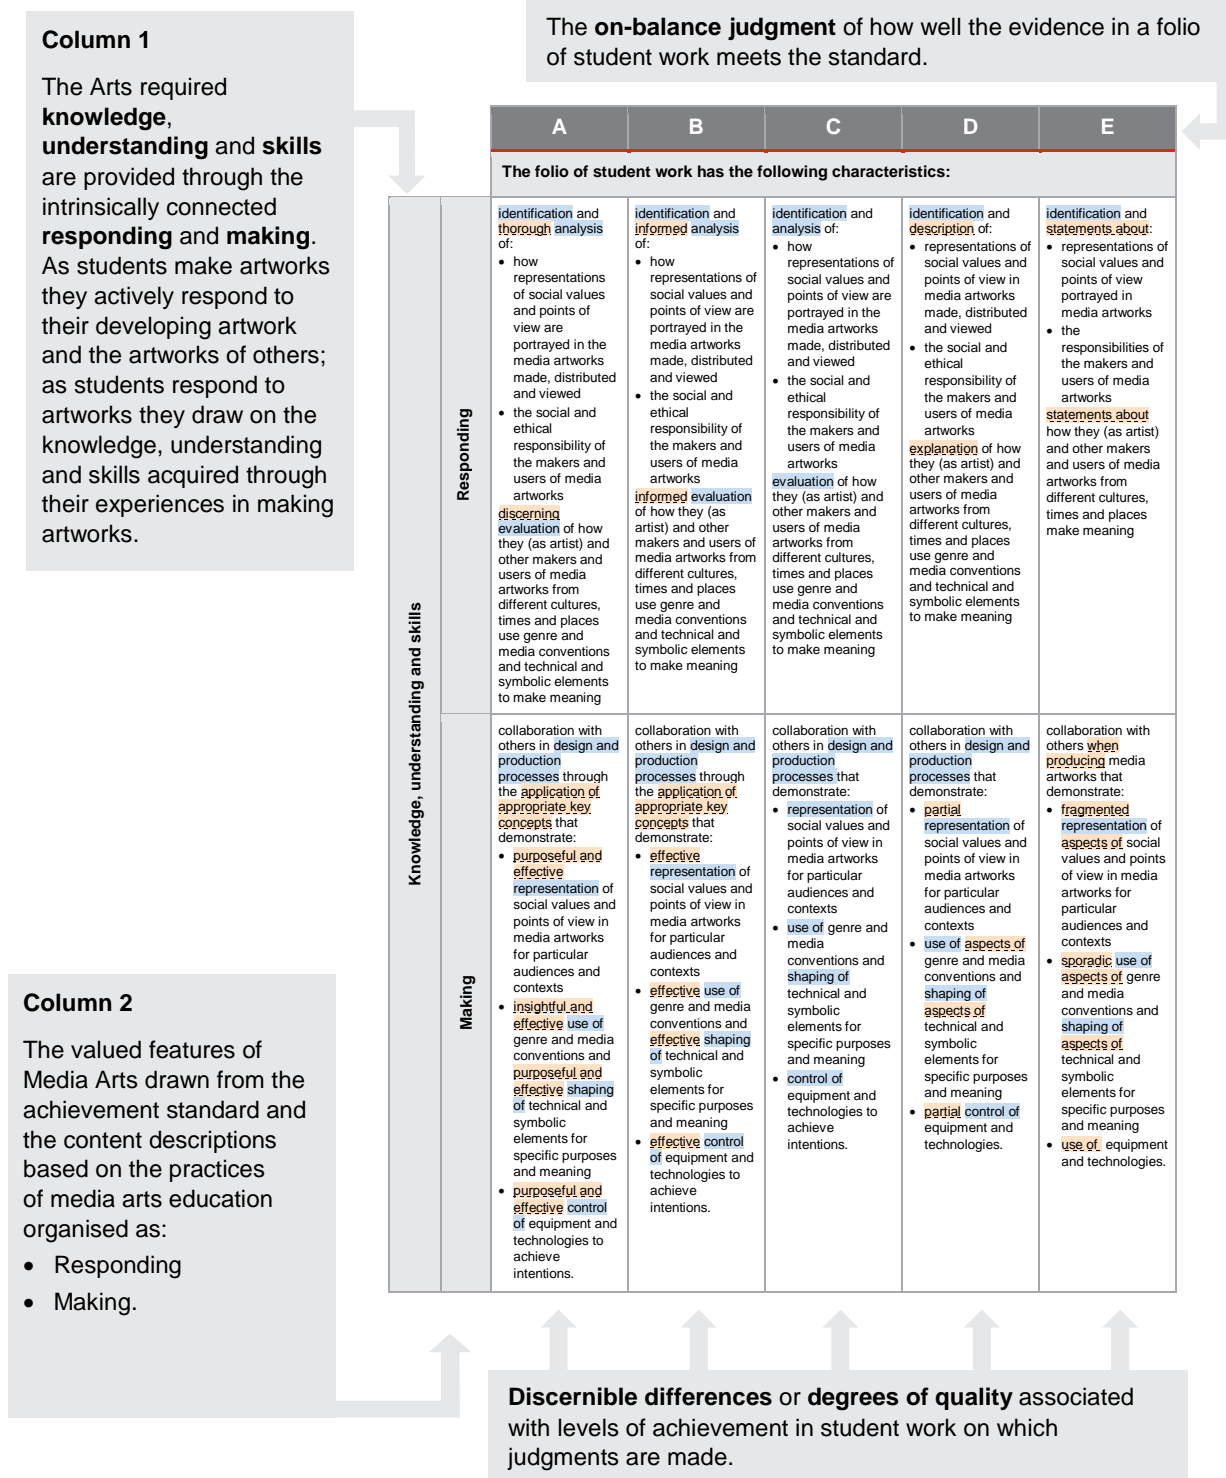 Column 1
The Arts required
knowledge,
understanding and skills
are provided through the
intrinsically connected
responding and making.
As students make artworks
they actively respond to
their developing artwork
and the artworks of others;
as students respond to
artworks they draw on the
knowledge, understanding
and skills acquired through
their experiences in making
artworks.
The on-balance judgment of how well the evidence in a folio
of student work meets the standard.
A B C D E
The folio of student work has the following characteristics:
Knowledge, understanding and skills
Responding
identification and
thorough analysis
of:
• how
representations
of social values
and points of
view are
portrayed in the
media artworks
made, distributed
and viewed
• the social and
ethical
responsibility of
the makers and
users of media
artworks
discerning
evaluation of how
they (as artist) and
other makers and
users of media
artworks from
different cultures,
times and places
use genre and
media conventions
and technical and
symbolic elements
to make meaning
identification and
informed analysis
of:
• how
representations of
social values and
points of view are
portrayed in the
media artworks
made, distributed
and viewed
• the social and
ethical
responsibility of
the makers and
users of media
artworks
informed evaluation
of how they (as
artist) and other
makers and users of
media artworks from
different cultures,
times and places
use genre and
media conventions
and technical and
symbolic elements
to make meaning
identification and
analysis of:
• how
representations of
social values and
points of view are
portrayed in the
media artworks
made, distributed
and viewed
• the social and
ethical
responsibility of
the makers and
users of media
artworks
evaluation of how
they (as artist) and
other makers and
users of media
artworks from
different cultures,
times and places
use genre and
media conventions
and technical and
symbolic elements
to make meaning
identification and
description of:
• representations of
social values and
points of view in
media artworks
made, distributed
and viewed
• the social and
ethical
responsibility of
the makers and
users of media
artworks
explanation of how
they (as artist) and
other makers and
users of media
artworks from
different cultures,
times and places
use genre and
media conventions
and technical and
symbolic elements
to make meaning
identification and
statements about:
• representations of
social values and
points of view
portrayed in
media artworks
• the
responsibilities of
the makers and
users of media
artworks
statements about
how they (as artist)
and other makers
and users of media
artworks from
different cultures,
times and places
make meaning
Making
collaboration with
others in design and
production
processes through
the application of
appropriate key
concepts that
demonstrate:
• purposeful and
effective
representation of
social values and
points of view in
media artworks
for particular
audiences and
contexts
• insightful and
effective use of
genre and media
conventions and
purposeful and
effective shaping
of technical and
symbolic
elements for
specific purposes
and meaning
• purposeful and
effective control
of equipment and
technologies to
achieve
intentions.
collaboration with
others in design and
production
processes through
the application of
appropriate key
concepts that
demonstrate:
• effective
representation of
social values and
points of view in
media artworks
for particular
audiences and
contexts
• effective use of
genre and media
conventions and
effective shaping
of technical and
symbolic
elements for
specific purposes
and meaning
• effective control
of equipment and
technologies to
achieve
intentions.
collaboration with
others in design and
production
processes that
demonstrate:
• representation of
social values and
points of view in
media artworks
for particular
audiences and
contexts
• use of genre and
media
conventions and
shaping of
technical and
symbolic
elements for
specific purposes
and meaning
• control of
equipment and
technologies to
achieve
intentions.
collaboration with
others in design and
production
processes that
demonstrate:
• partial
representation of
social values and
points of view in
media artworks
for particular
audiences and
contexts
• use of aspects of
genre and media
conventions and
shaping of
aspects of
technical and
symbolic
elements for
specific purposes
and meaning
• partial control of
equipment and
technologies.
collaboration with
others when
producing media
artworks that
demonstrate:
• fragmented
representation of
aspects of social
values and points
of view in media
artworks for
particular
audiences and
contexts
• sporadic use of
aspects of genre
and media
conventions and
shaping of
aspects of
technical and
symbolic
elements for
specific purposes
and meaning
• use of equipment
and technologies.
Column 2
The valued features of
Media Arts drawn from the
achievement standard and
the content descriptions
based on the practices
of media arts education
organised as:
• Responding
• Making.
Discernible differences or degrees of quality associated
with levels of achievement in student work on which
judgments are made.